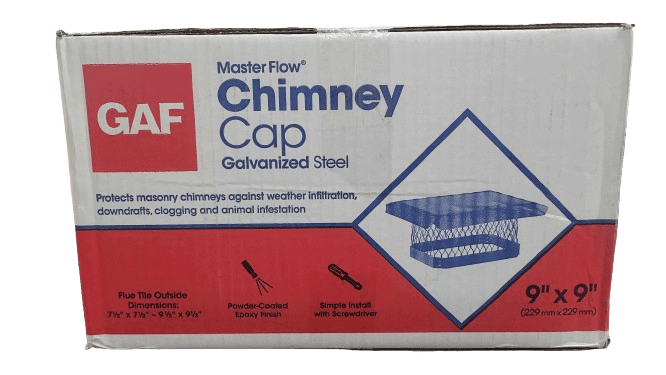 GAF
Master Flow®
Chimney
Cap
Galvanized Steel
Protects masonry chimneys against weather infiltration,
downdrafts, clogging and animal infestation
Flue Tile Outside
Dimensions:
7½" x 7½" - 9½" x 9½"
Powder-Coated
Epoxy Finish
Simple Install
with Screwdriver
9" x 9"
(229 mm x 229 mm)